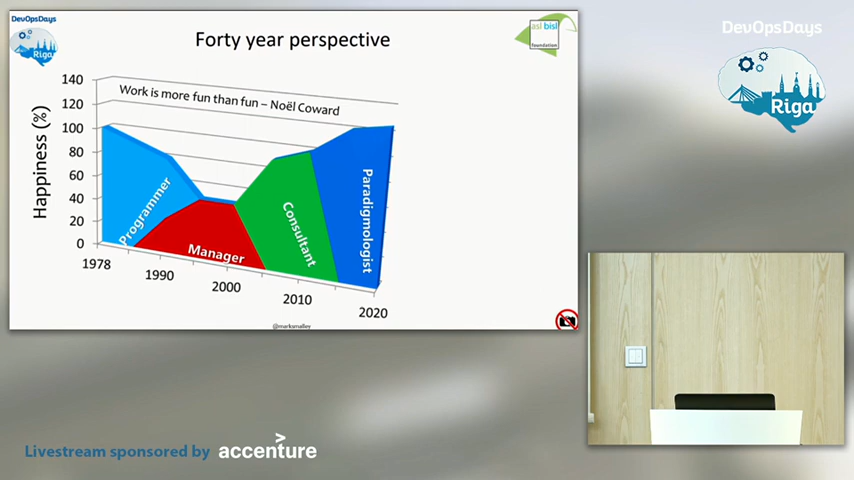 DevOpsDays
Riga
Forty year perspective
asl bisl
foundation
Happiness (%)
140
120
100
80
60
40
20
0
Work is more fun than fun – Noël Coward
Programmer
Manager
Consultant
Paradigmologist
1978
1990
2000
2010
2020
@marksmalley
DevOpsDays
Riga
Livestream sponsored by accenture